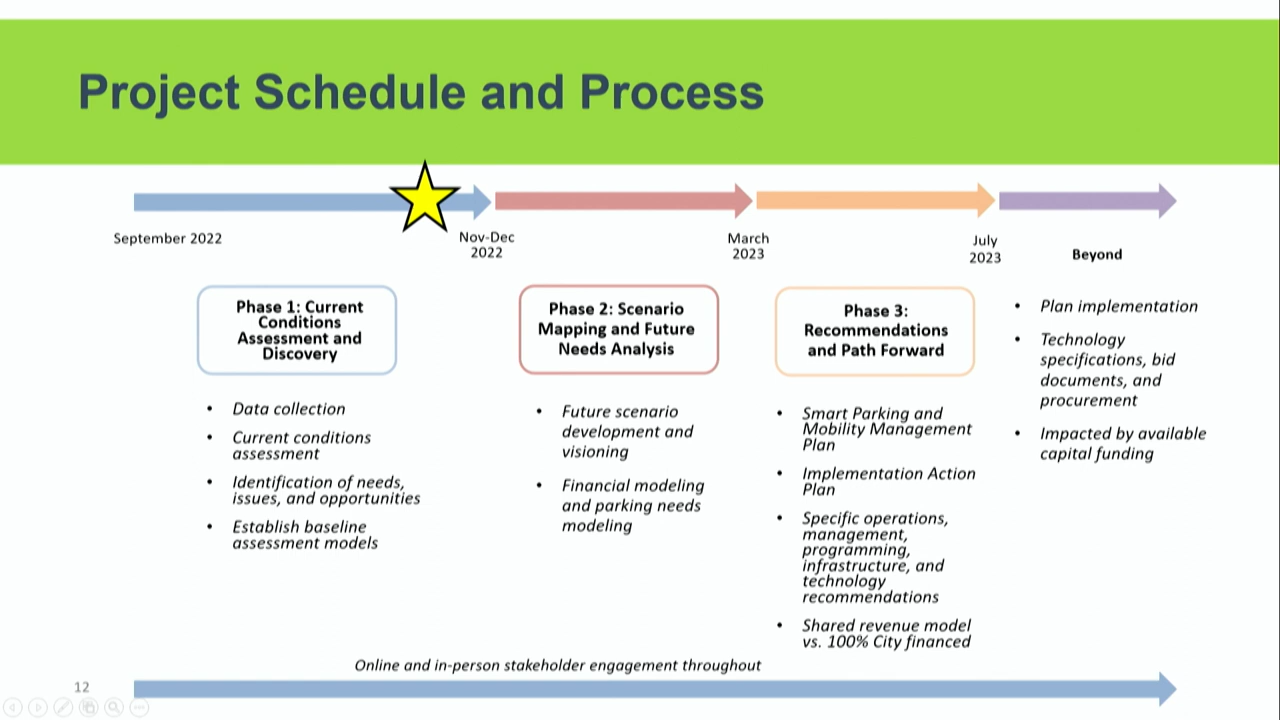 Project Schedule and Process
September 2022
Nov-Dec
2022
March
2023
July
2023
Beyond
Phase 1: Current
Conditions
Assessment and
Discovery
• Data collection
• Current conditions
assessment
• Identification of needs,
issues, and opportunities
• Establish baseline
assessment models
Phase 2: Scenario
Mapping and Future
Needs Analysis
• Future scenario
development and
visioning
• Financial modeling
and parking needs
modeling
Phase 3:
Recommendations
and Path Forward
• Smart Parking and
Mobility Management
Plan
• Implementation Action
Plan
• Specific operations,
management,
programming,
infrastructure, and
technology
recommendations
• Shared revenue model
vs. 100% City financed
• Plan implementation
• Technology
specifications, bid
documents, and
procurement
• Impacted by available
capital funding
Online and in-person stakeholder engagement throughout
12